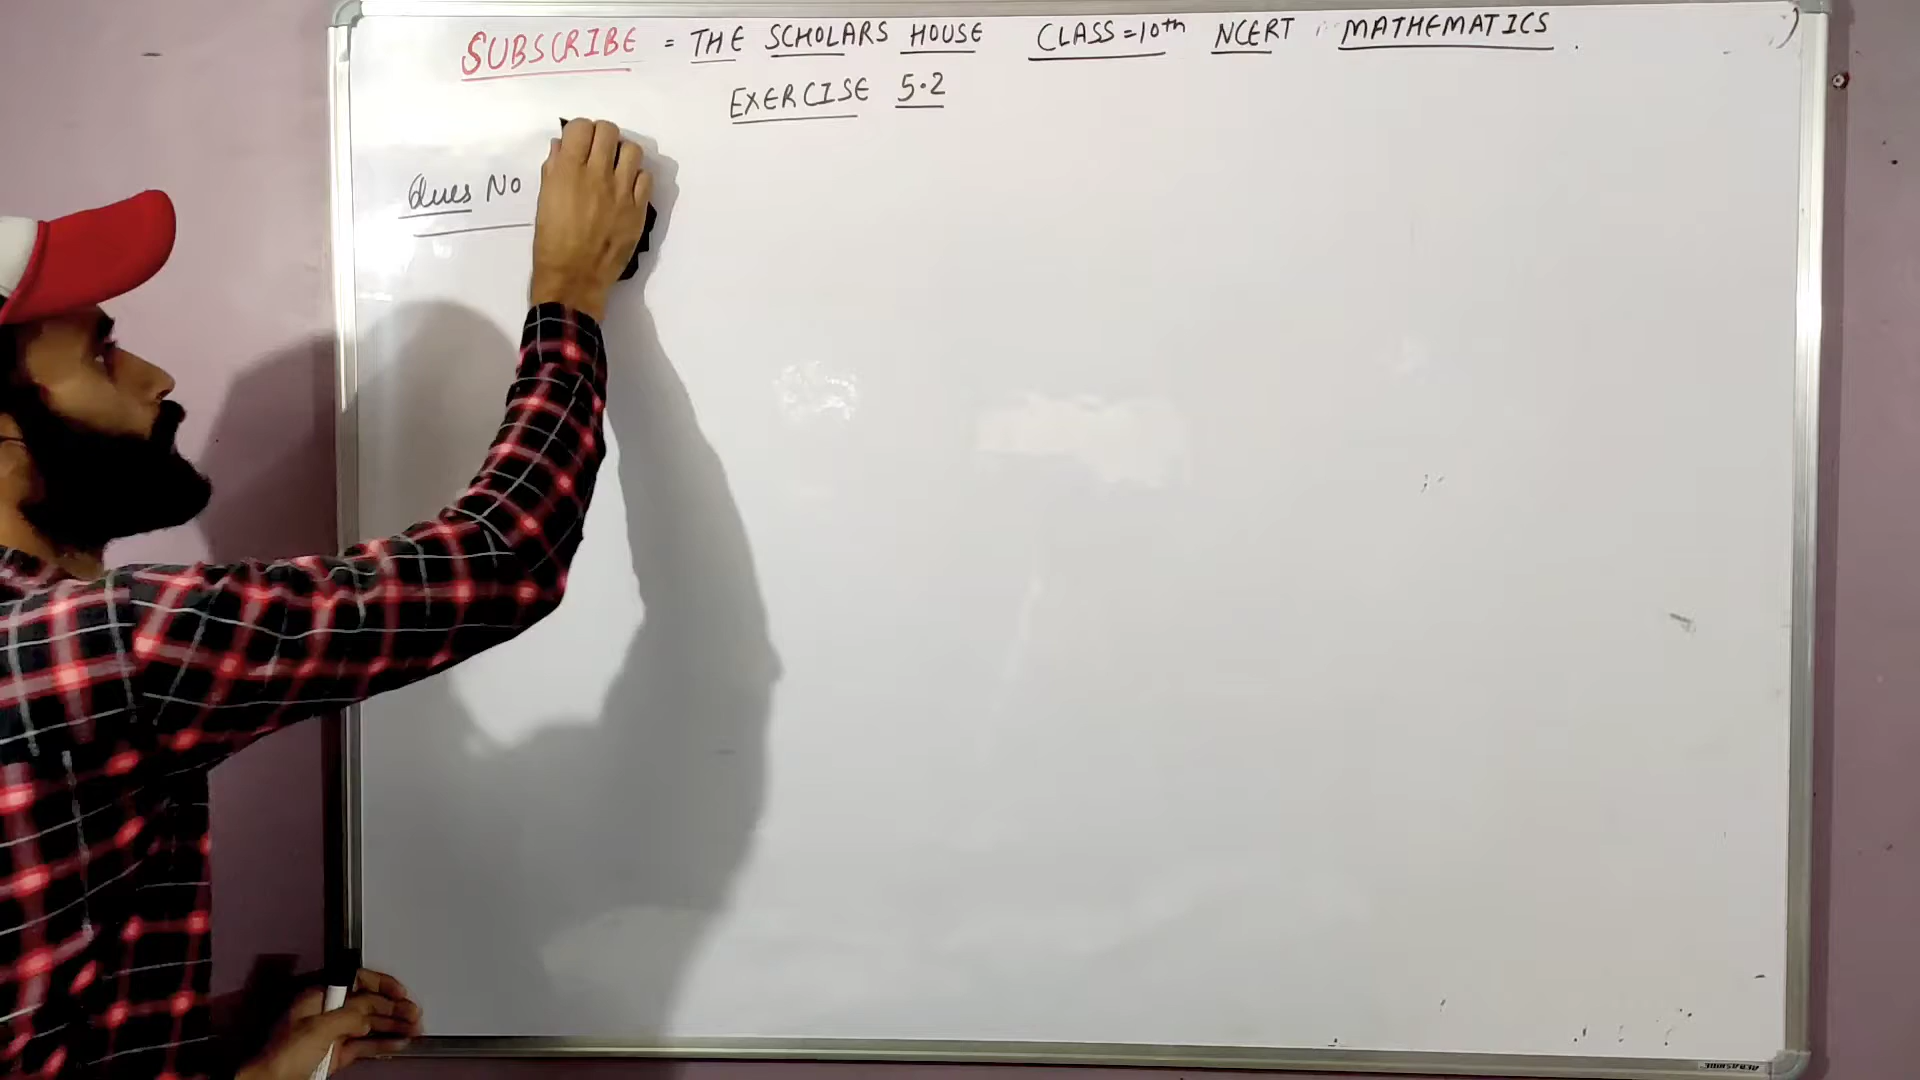 SUBSCRIBE = THE SCHOLARS HOUSE CLASS=10th NCERT MATHEMATICS
EXERCISE 5.2
Ques No